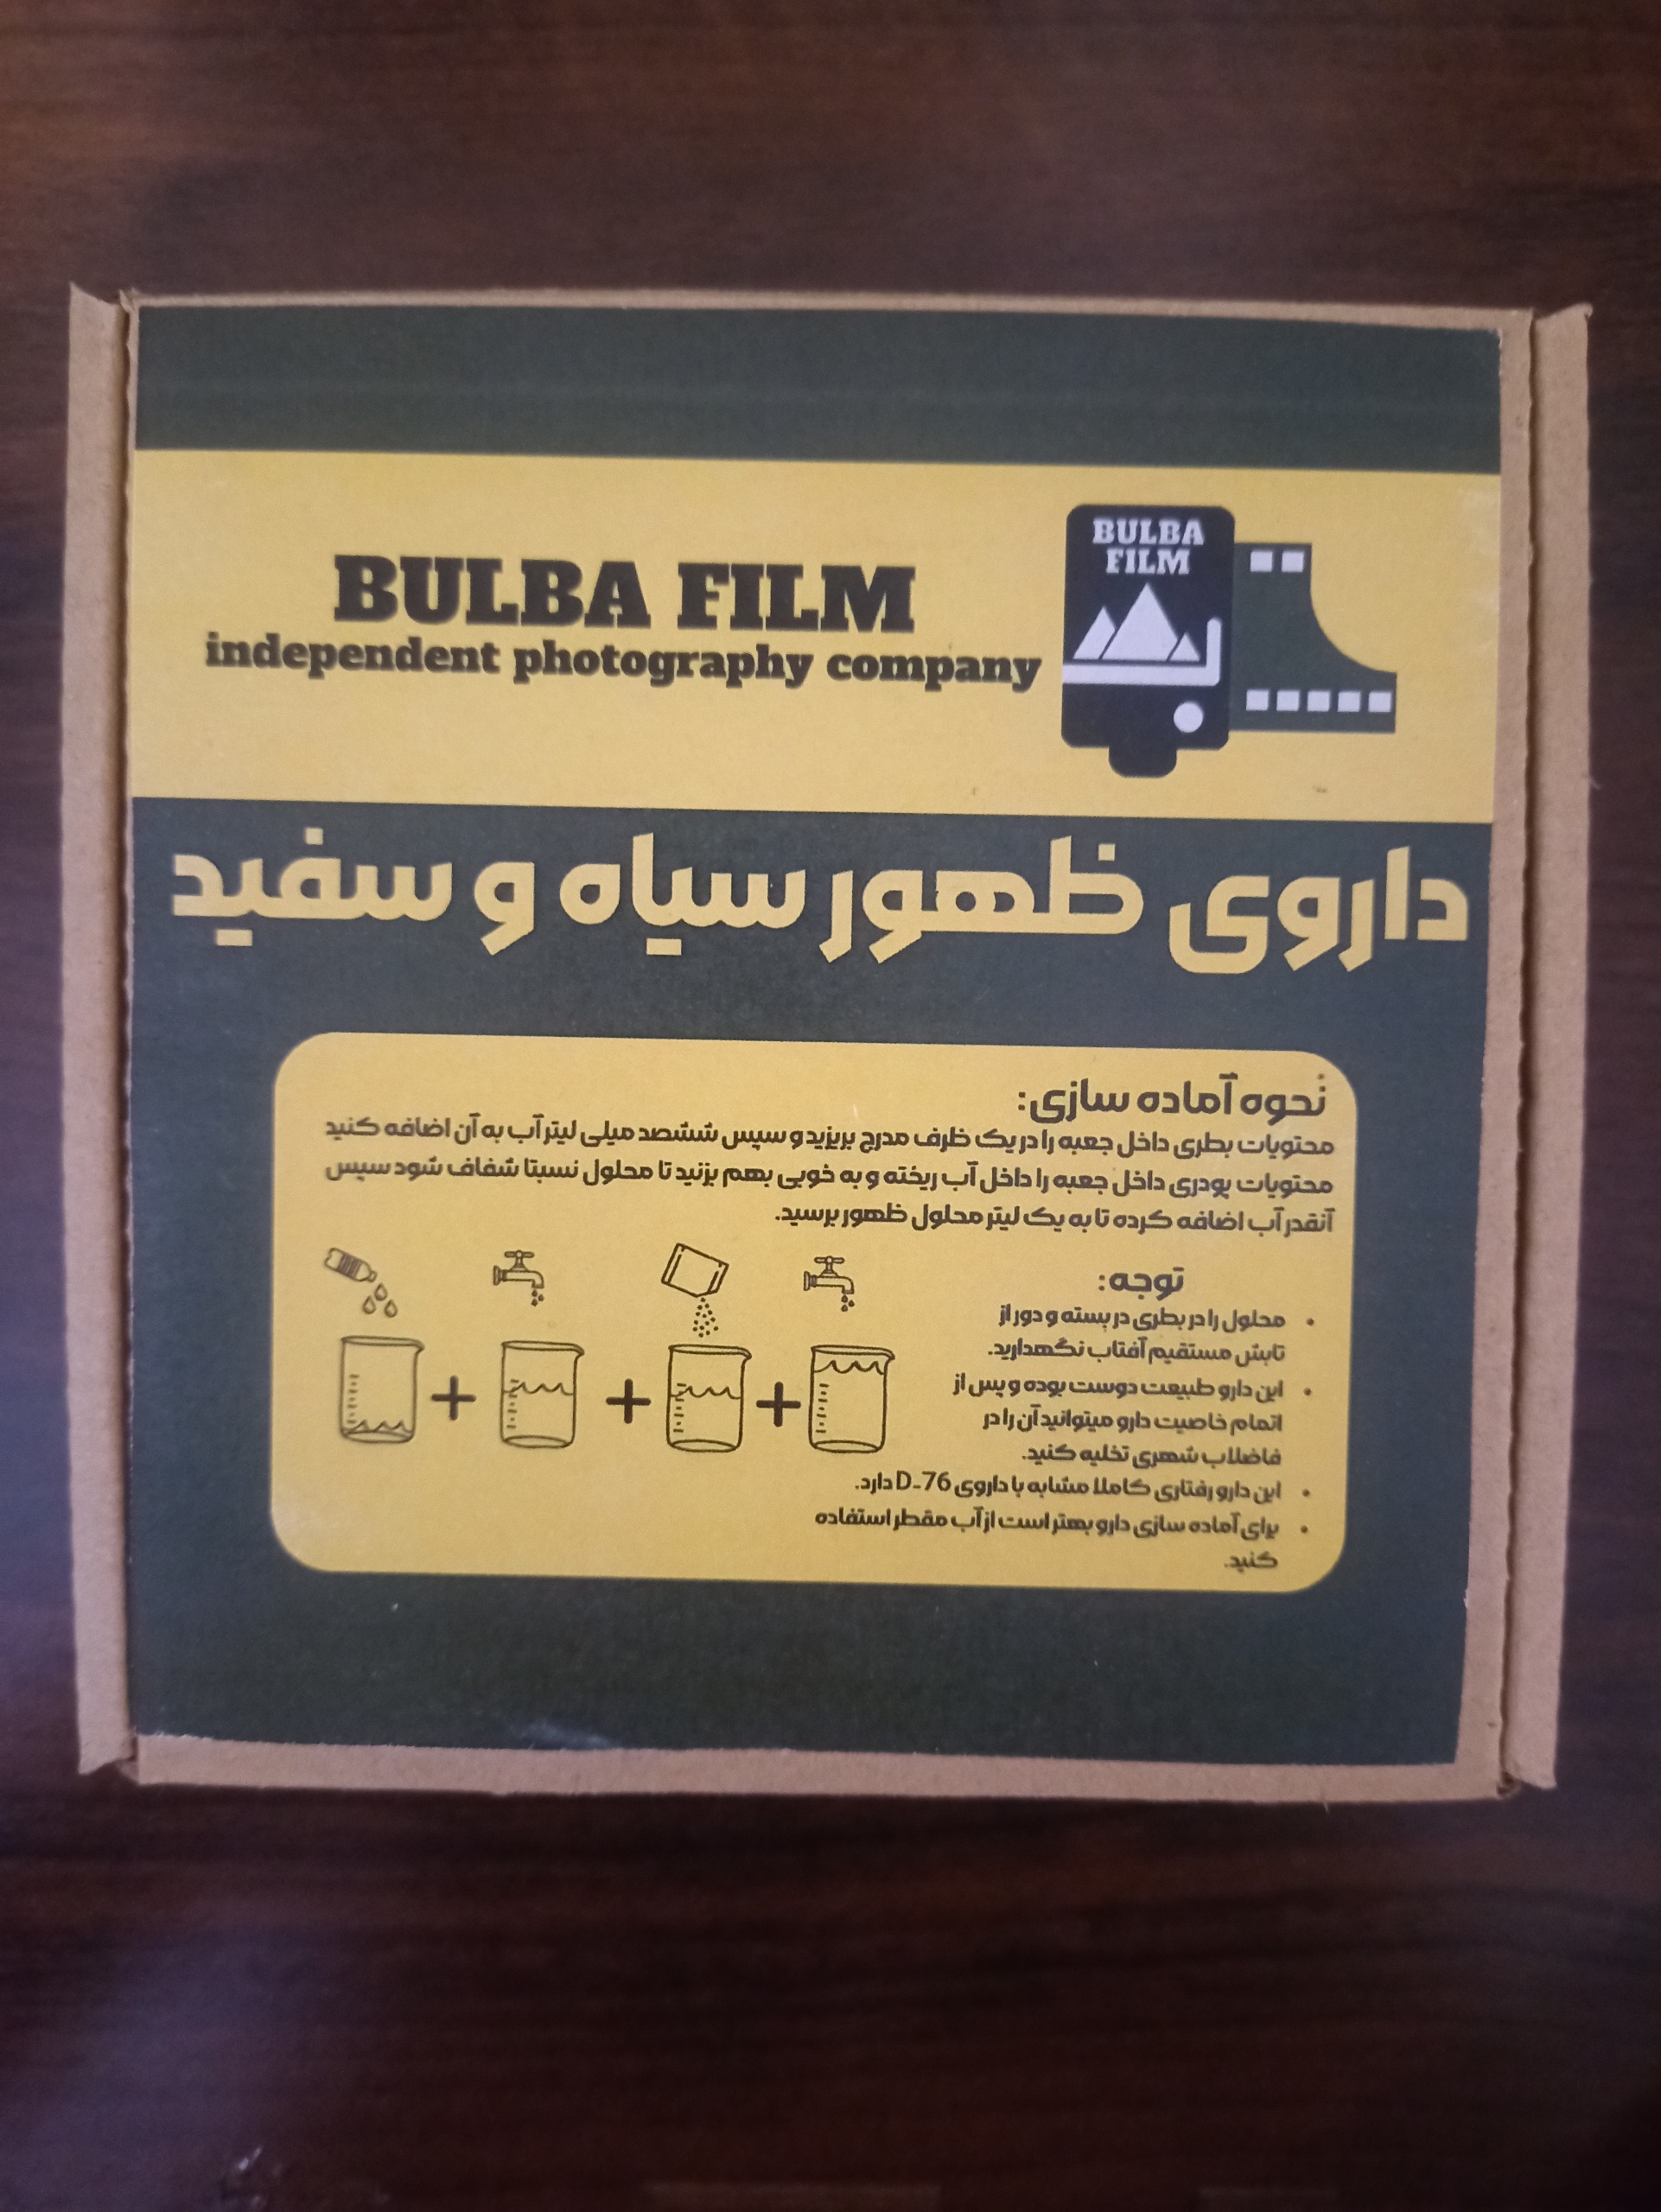 BULBA FILM
independent photography company
BULBA
FILM
داروی ظهور سیاه و سفید
نحوه آماده سازی:
محتویات بطری داخل جعبه را در یک ظرف مدرج بریزید و سپس ششصد میلی لیتر آب به آن اضافه کنید
محتویات پودری داخل جعبه را داخل آب ریخته و به خوبی بهم بزنید تا محلول نسبتا شفاف شود سپس
آنقدر آب اضافه کرده تا به یک لیتر محلول ظهور برسید.
توجه:
• محلول را در بطری در بسته و دور از
تابش مستقیم آفتاب نگهدارید.
• این دارو طبیعت دوست بوده و پس از
اتمام خاصیت دارو میتوانید آن را در
فاضلاب شهری تخلیه کنید.
• این دارو رفتاری کاملا مشابه با داروی D-76 دارد.
• برای آماده سازی دارو بهتر است از آب مقطر استفاده
کنید.
+ + +